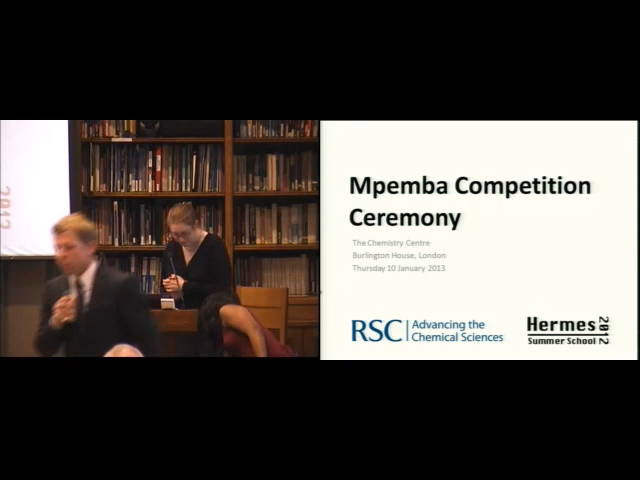 2012
Mpemba Competition
Ceremony
The Chemistry Centre
Burlington House, London
Thursday 10 January 2013
RSC
Advancing the
Chemical Sciences
Hermes
Summer School
2012